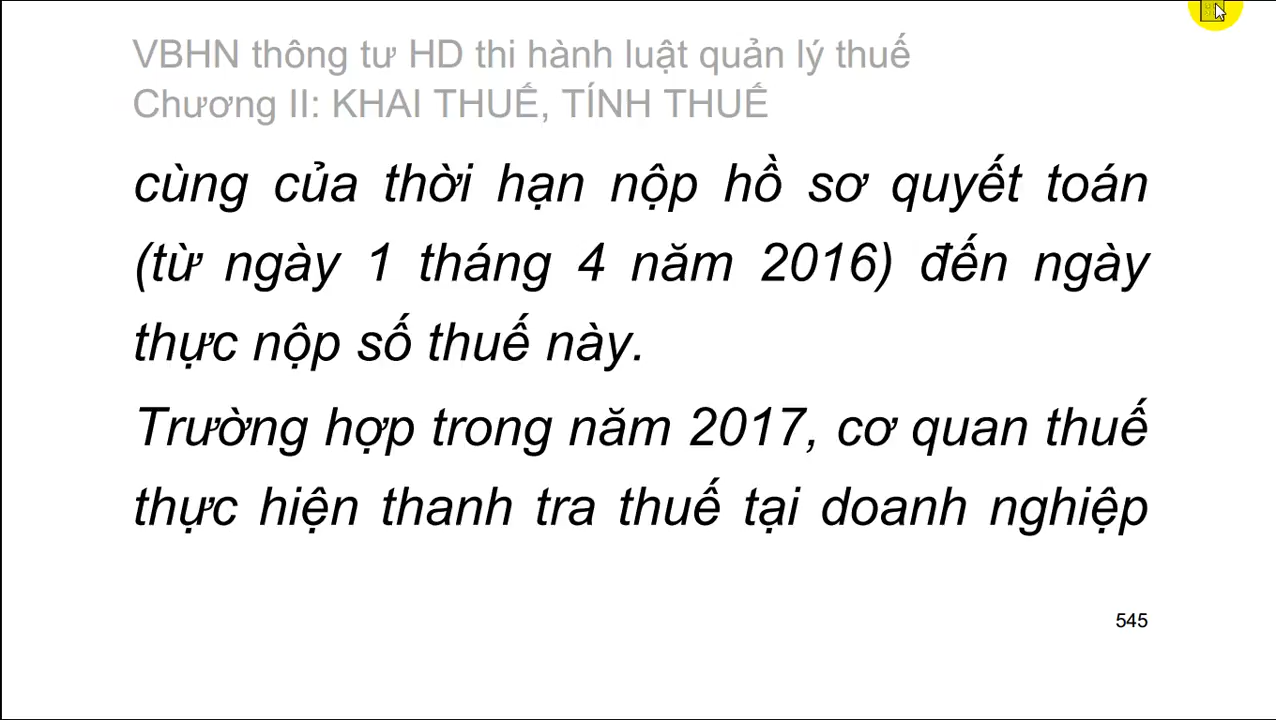 VBHN thông tư HD thi hành luật quản lý thuế
Chương II: KHAI THUẾ, TÍNH THUẾ
cùng của thời hạn nộp hồ sơ quyết toán
(từ ngày 1 tháng 4 năm 2016) đến ngày
thực nộp số thuế này.
Trường hợp trong năm 2017, cơ quan thuế
thực hiện thanh tra thuế tại doanh nghiệp
545